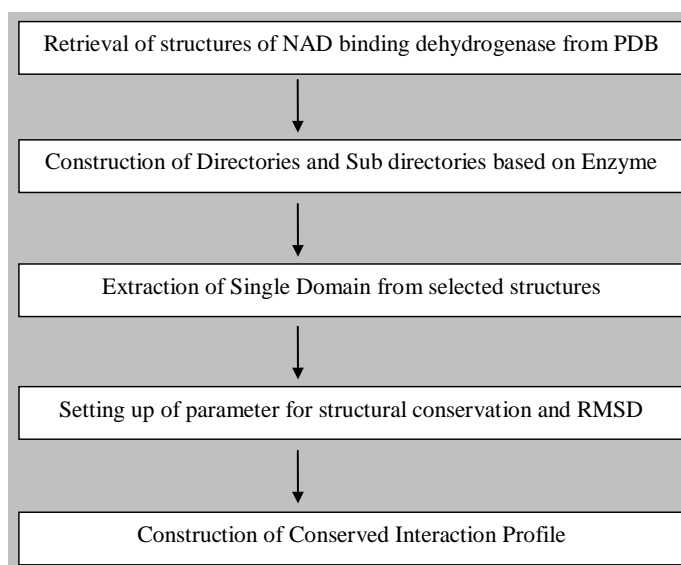 Retrieval of structures of NAD binding dehydrogenase from PDB
Construction of Directories and Sub directories based on Enzyme
Extraction of Single Domain from selected structures
Setting up of parameter for structural conservation and RMSD
Construction of Conserved Interaction Profile